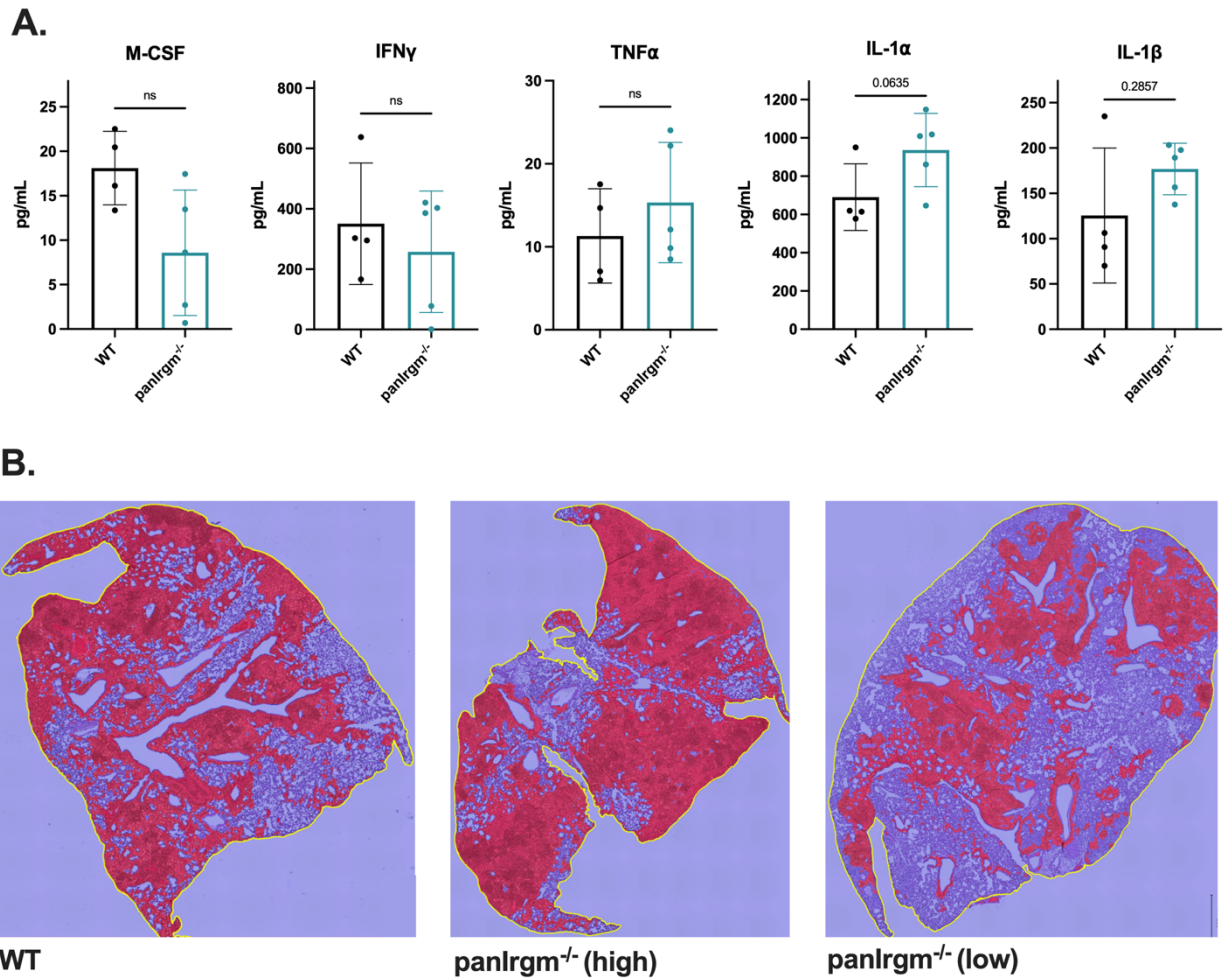 A.
M-CSF
ns
25
20
15
10
5
0
pg/mL
WT
panIrgm-/-
IFNγ
ns
800
600
400
200
0
pg/mL
WT
panIrgm-/-
TNFα
ns
30
20
10
0
pg/mL
WT
panIrgm-/-
IL-1α
0.0635
1200
1000
800
600
400
200
0
pg/mL
WT
panIrgm-/-
IL-1β
0.2857
250
200
150
100
50
0
pg/mL
WT
panIrgm-/-
B.
WT
panIrgm-/- (high)
panIrgm-/- (low)